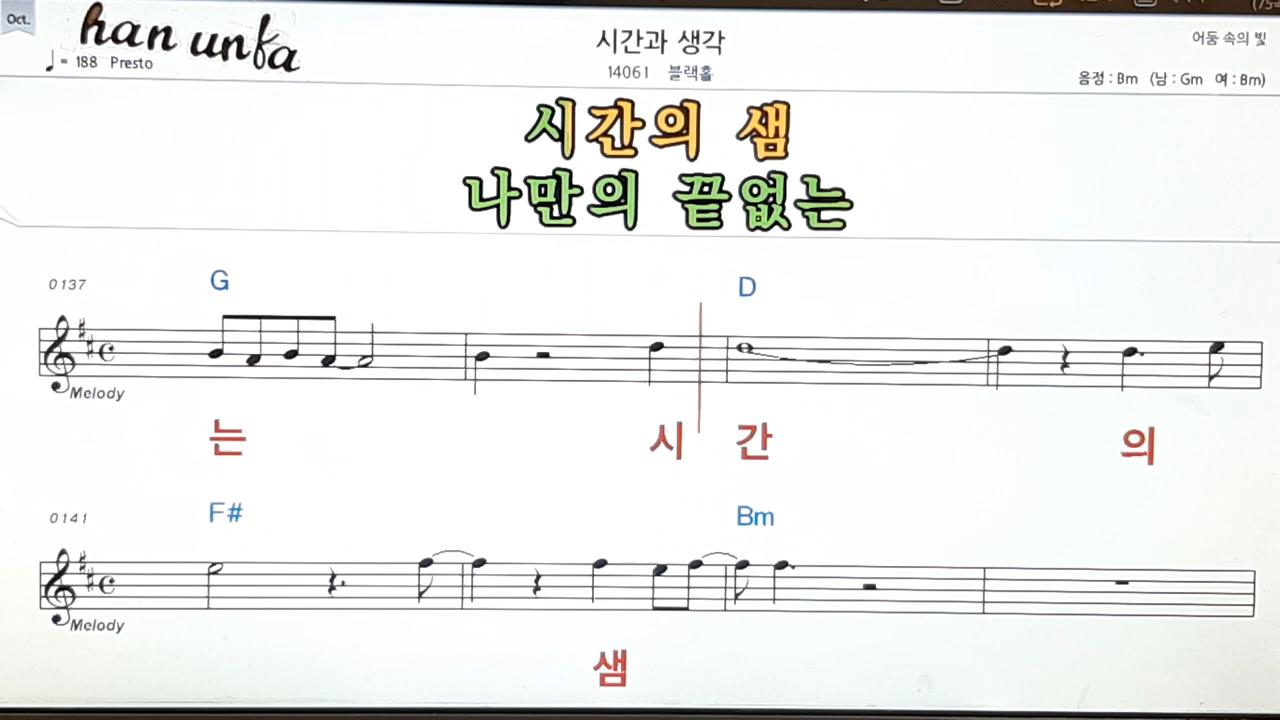 Oct.
han unfa
시간과 생각
어둠 속의 빛
♩= 188 Presto
14061 블랙홀
음정 : Bm (남 : Gm 여 : Bm)
시간의 샘
나만의 끝없는
0137
G D
Melody
는 시 간 의
0141
F# Bm
Melody
샘